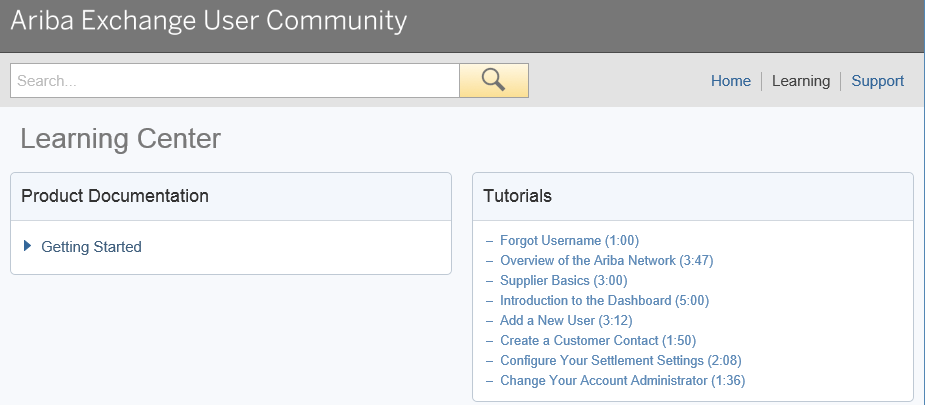 Ariba Exchange User Community
Search...
Home
Learning
Support
Learning Center
Product Documentation
Getting Started
Tutorials
– Forgot Username (1:00)
– Overview of the Ariba Network (3:47)
– Supplier Basics (3:00)
– Introduction to the Dashboard (5:00)
– Add a New User (3:12)
– Create a Customer Contact (1:50)
– Configure Your Settlement Settings (2:08)
– Change Your Account Administrator (1:36)